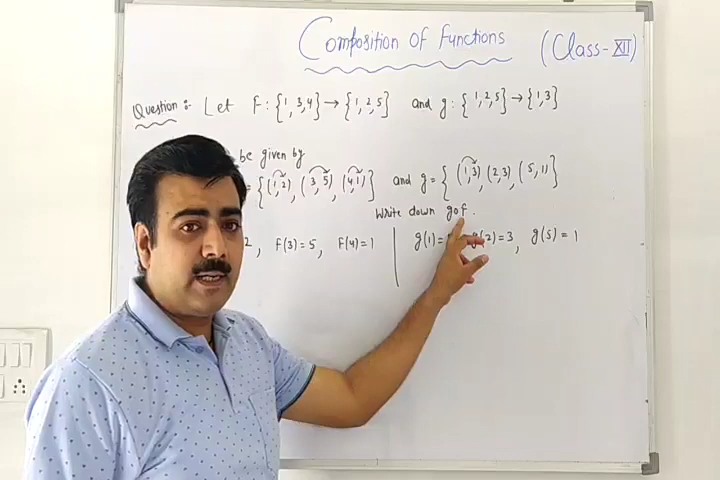 Composition Of Functions (Class-XII)
Question :- Let F : {1, 3, 4} → {1, 2, 5} and g : {1, 2, 5} → {1, 3}
be given by
= {(1, 2), (3, 5), (4, 1)} and g = {(1, 3), (2, 3), (5, 1)}
Write down gof.
2, F(3) = 5, F(4) = 1 g(1) = g(2) = 3, g(5) = 1